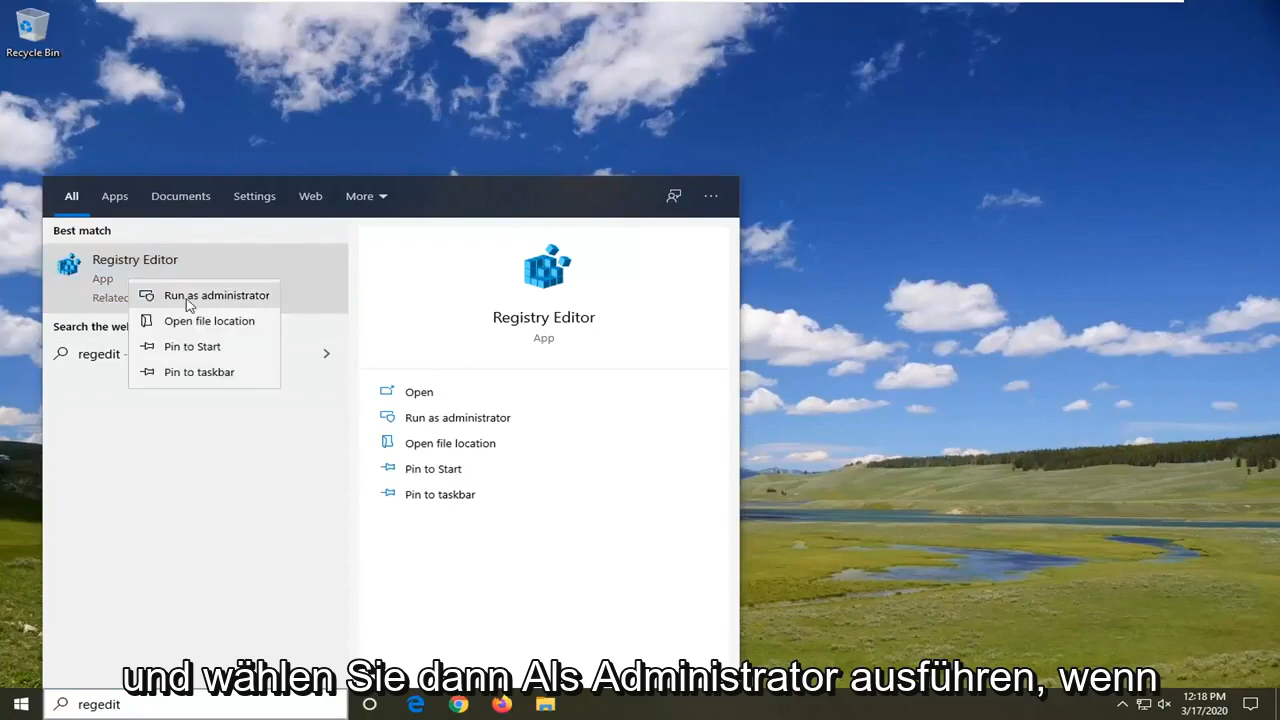 Recycle Bin
All Apps Documents Settings Web More
Best match
Registry Editor
App
Related
Search the we
regedit -
Run as administrator
Open file location
Pin to Start
Pin to taskbar
Registry Editor
App
Open
Run as administrator
Open file location
Pin to Start
Pin to taskbar
und wählen Sie dann Als Administrator ausführen, wenn
regedit
12:18 PM
3/17/2020